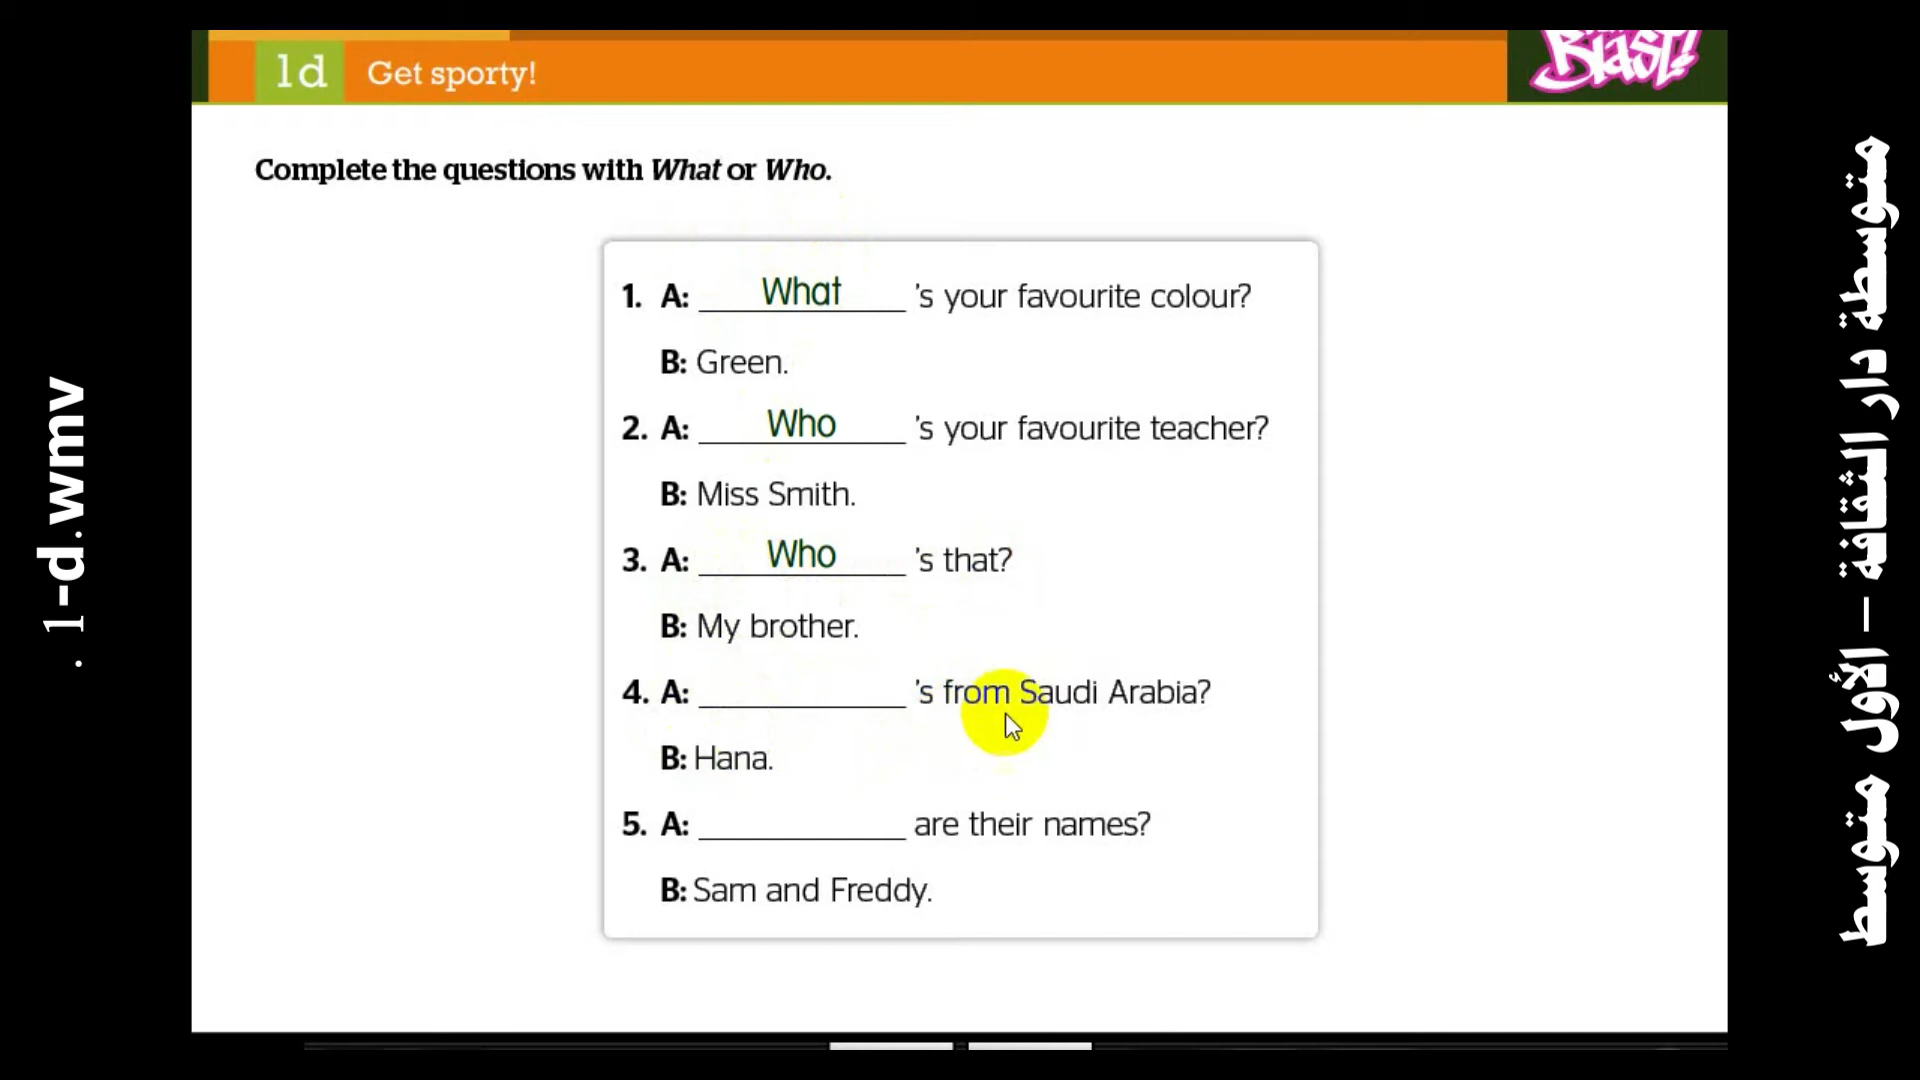 1d Get sporty!
Blast!
Complete the questions with What or Who.
1. A: What 's your favourite colour?
B: Green.
2. A: Who 's your favourite teacher?
B: Miss Smith.
3. A: Who 's that?
B: My brother.
4. A: ____________ 's from Saudi Arabia?
B: Hana.
5. A: ____________ are their names?
B: Sam and Freddy.
. 1-d.wmv
متوسطة دار الثقافة – الأول متوسط